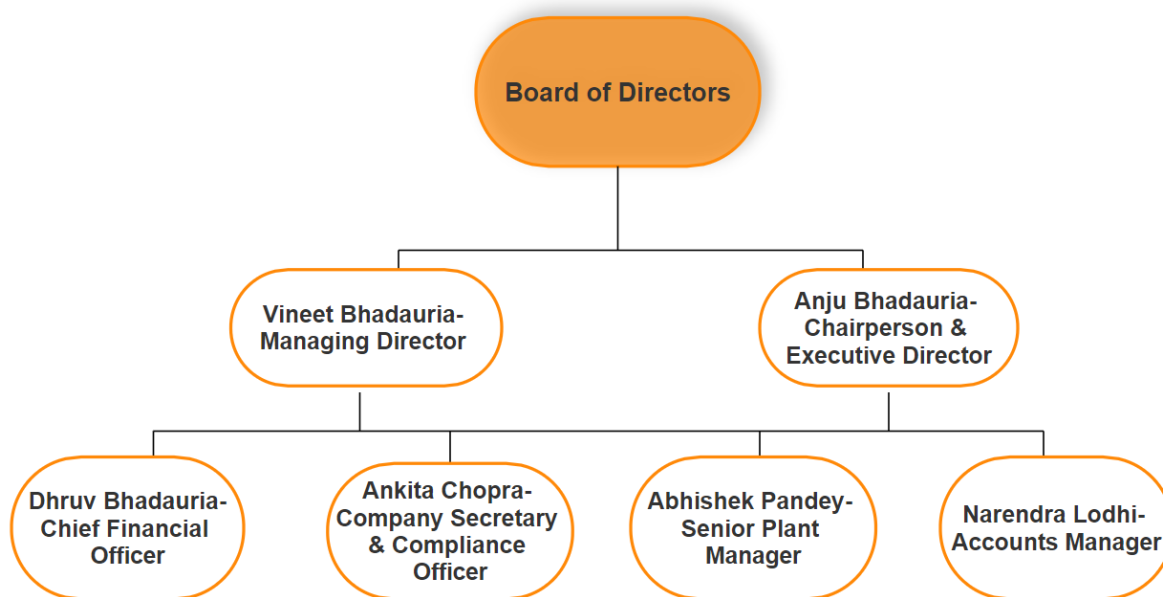 Board of Directors
Vineet Bhadauria-
Managing Director
Anju Bhadauria-
Chairperson &
Executive Director
Dhruv Bhadauria-
Chief Financial
Officer
Ankita Chopra-
Company Secretary
& Compliance
Officer
Abhishek Pandey-
Senior Plant
Manager
Narendra Lodhi-
Accounts Manager